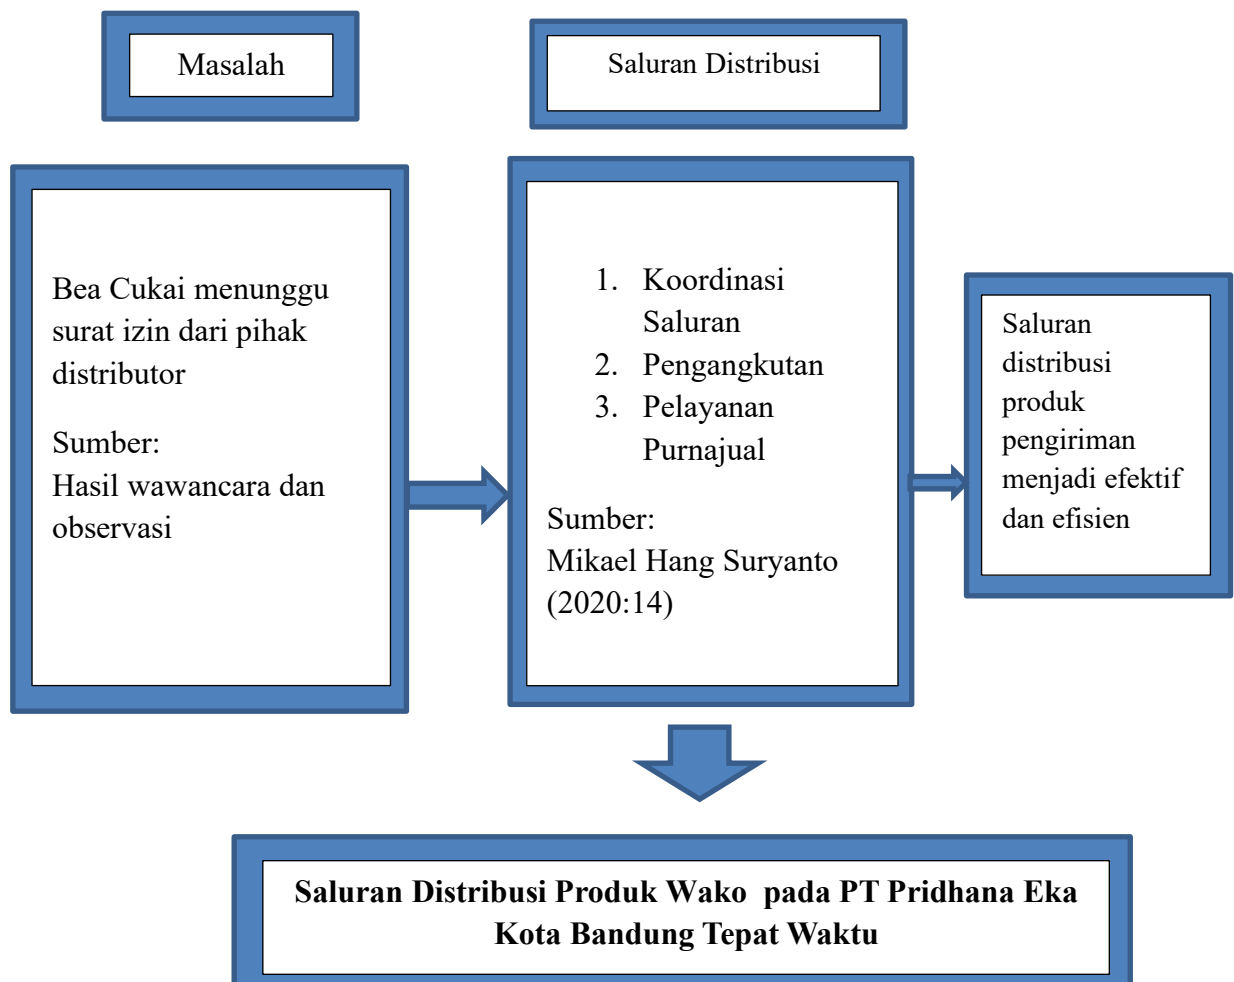 Masalah
Saluran Distribusi
Bea Cukai menunggu
surat izin dari pihak
distributor
Sumber:
Hasil wawancara dan
observasi
1. Koordinasi
Saluran
2. Pengangkutan
3. Pelayanan
Purnajual
Sumber:
Mikael Hang Suryanto
(2020:14)
Saluran
distribusi
produk
pengiriman
menjadi efektif
dan efisien
Saluran Distribusi Produk Wako pada PT Pridhana Eka
Kota Bandung Tepat Waktu